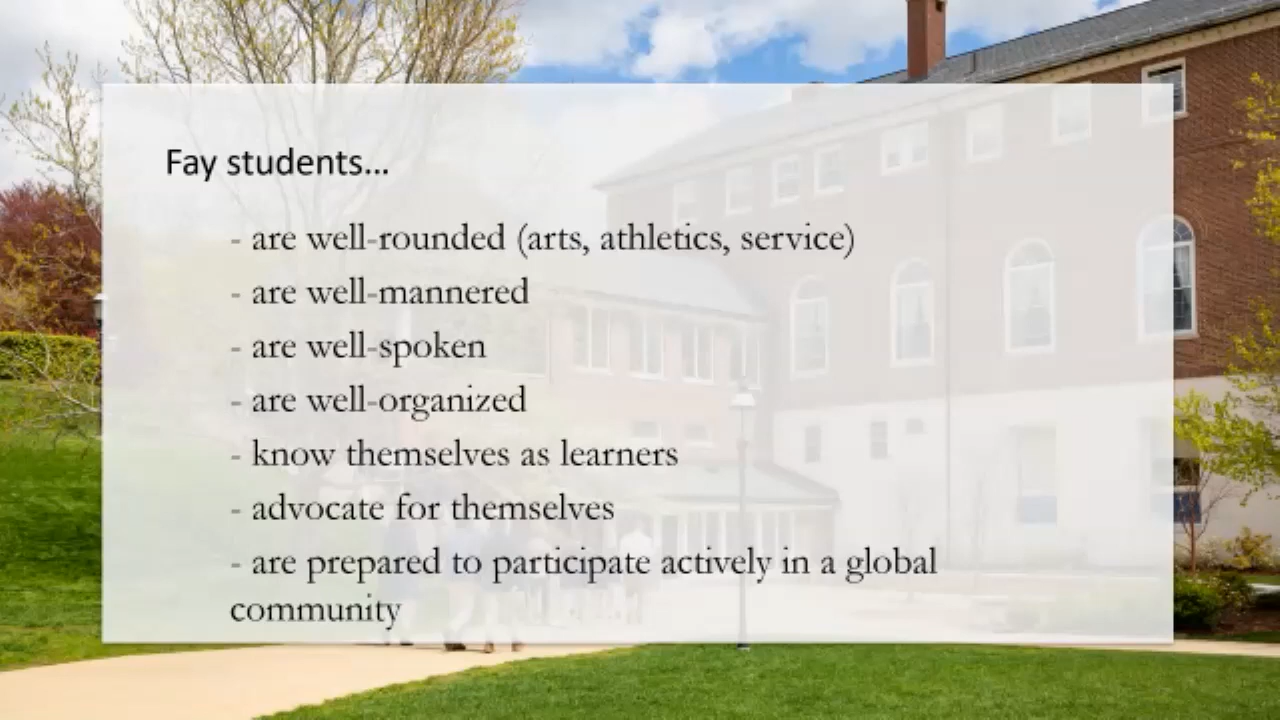 Fay students...
- are well-rounded (arts, athletics, service)
- are well-mannered
- are well-spoken
- are well-organized
- know themselves as learners
- advocate for themselves
- are prepared to participate actively in a global
community